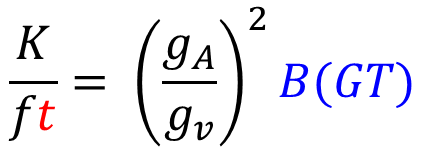 K/ft = (g_A/g_v)^2 B(GT)